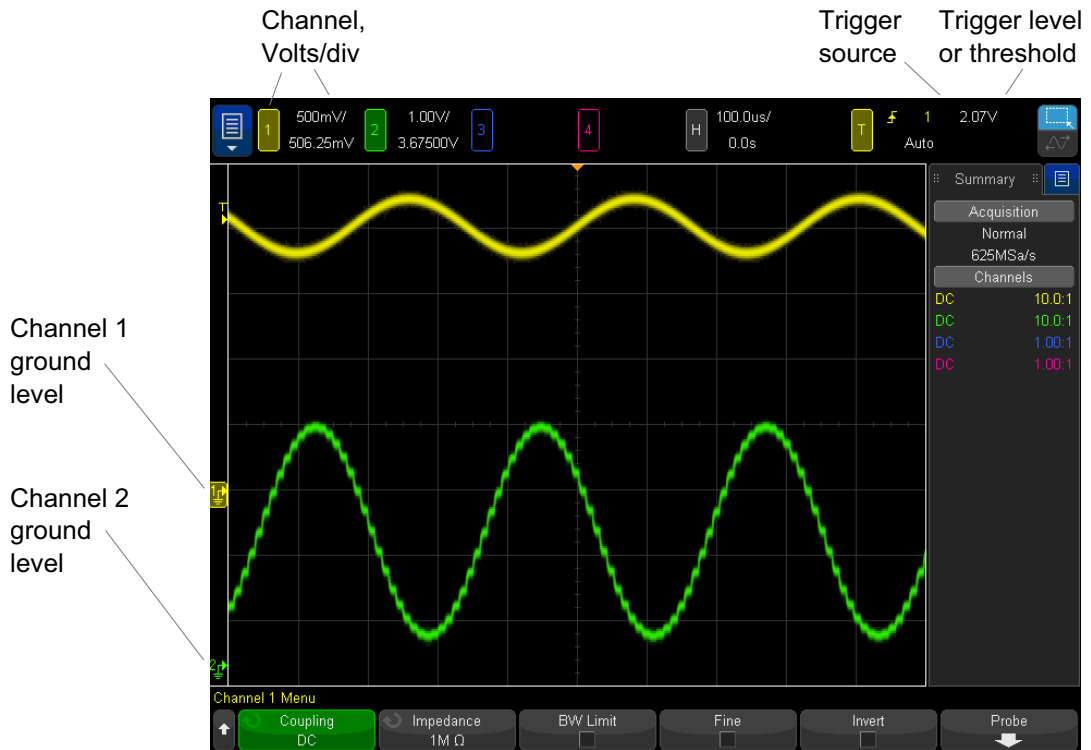 Channel,
Volts/div
Trigger
source
Trigger level
or threshold
1
500mV/
506.25mV
2
1.00V/
3.67500V
3
4
H
100.0us/
0.0s
T
1
2.07V
Auto
Summary
Acquisition
Normal
625MSa/s
Channels
DC 10.0:1
DC 10.0:1
DC 1.00:1
DC 1.00:1
T
Channel 1
ground
level
1
Channel 2
ground
level
2
Channel 1 Menu
Coupling
DC
Impedance
1M Ω
BW Limit
Fine
Invert
Probe